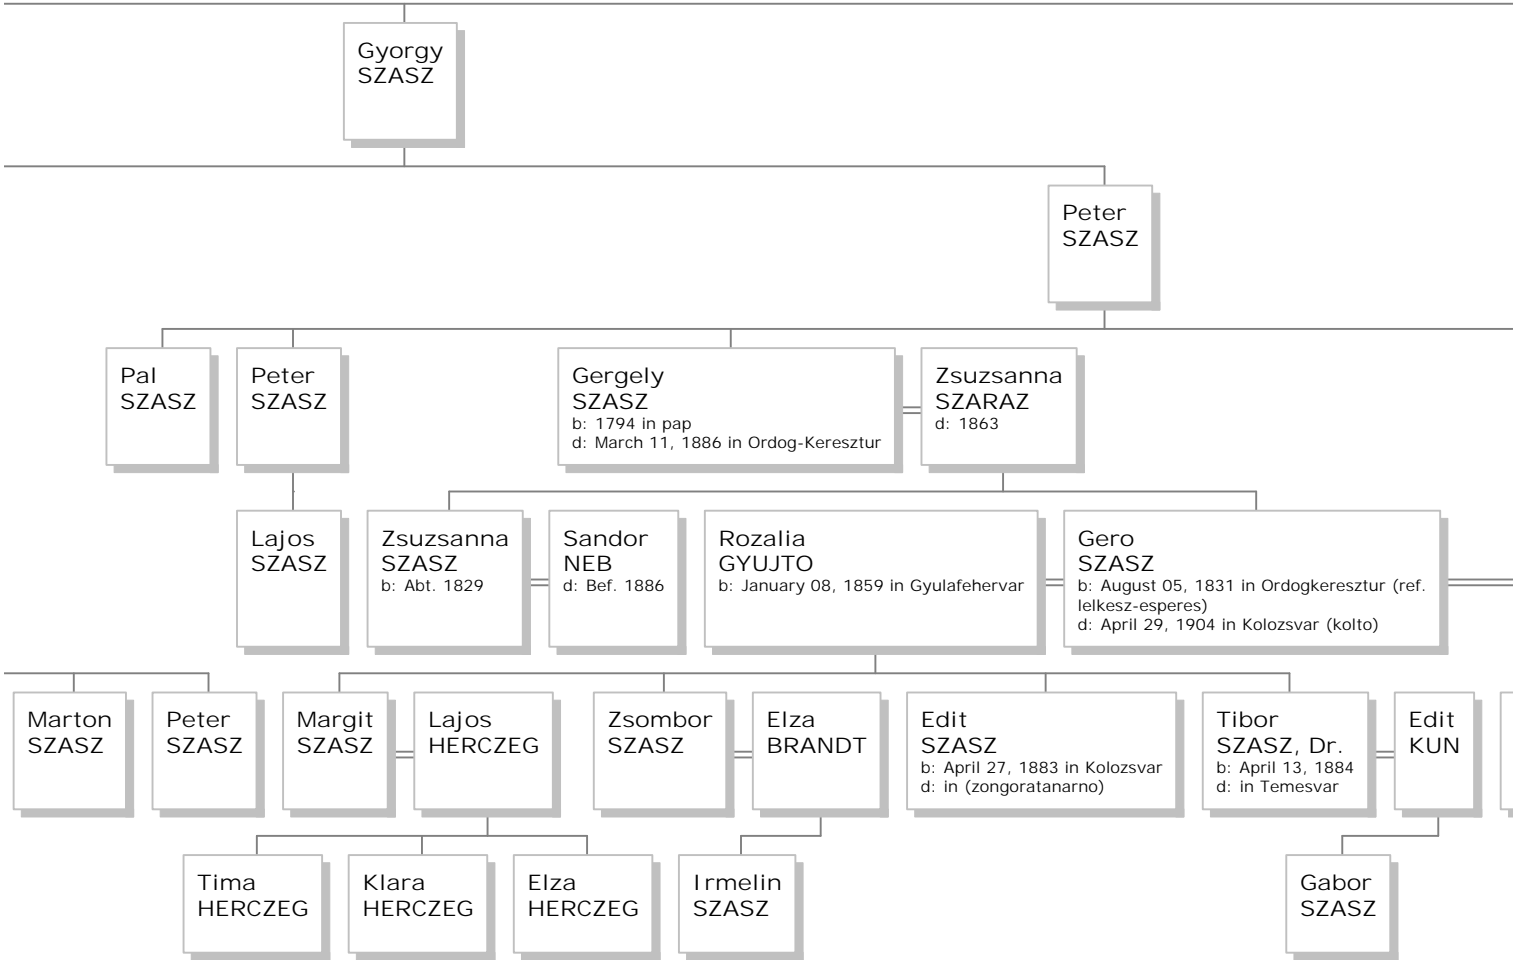 Gyorgy
SZASZ
Peter
SZASZ
Pal
SZASZ
Peter
SZASZ
Gergely
SZASZ
b: 1794 in pap
d: March 11, 1886 in Ordog-Keresztur
Zsuzsanna
SZARAZ
d: 1863
Lajos
SZASZ
Zsuzsanna
SZASZ
b: Abt. 1829
Sandor
NEB
d: Bef. 1886
Rozalia
GYUJTO
b: January 08, 1859 in Gyulafehervar
Gero
SZASZ
b: August 05, 1831 in Ordogkeresztur (ref.
lelkesz-esperes)
d: April 29, 1904 in Kolozsvar (kolto)
Marton
SZASZ
Peter
SZASZ
Margit
SZASZ
Lajos
HERCZEG
Zsombor
SZASZ
Elza
BRANDT
Edit
SZASZ
b: April 27, 1883 in Kolozsvar
d: in (zongoratanarno)
Tibor
SZASZ, Dr.
b: April 13, 1884
d: in Temesvar
Edit
KUN
Tima
HERCZEG
Klara
HERCZEG
Elza
HERCZEG
Irmelin
SZASZ
Gabor
SZASZ